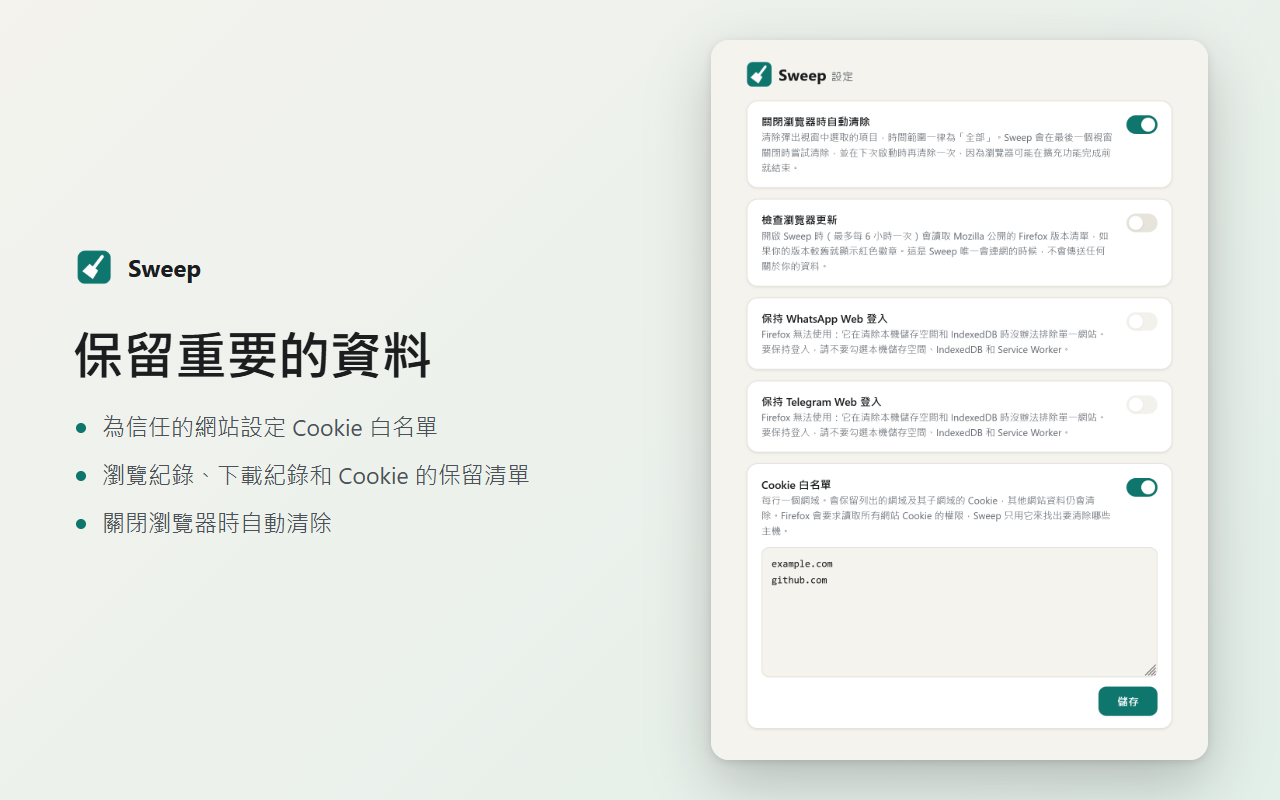 Sweep
保留重要的資料
為信任的網站設定 Cookie 白名單
瀏覽紀錄、下載紀錄和 Cookie 的保留清單
關閉瀏覽器時自動清除
Sweep 設定
關閉瀏覽器時自動清除
清除彈出視窗中選取的項目，時間範圍一律為「全部」。Sweep 會在最後一個視窗
關閉時嘗試清除，並在下次啟動時再清除一次，因為瀏覽器可能在擴充功能完成前
就結束。
檢查瀏覽器更新
開啟 Sweep 時（最多每 6 小時一次）會讀取 Mozilla 公開的 Firefox 版本清單，如
果你的版本較舊就顯示紅色徽章。這是 Sweep 唯一會連網的時候，不會傳送任何
關於你的資料。
保持 WhatsApp Web 登入
Firefox 無法使用：它在清除本機儲存空間和 IndexedDB 時沒辦法排除單一網站。
要保持登入，請不要勾選本機儲存空間、IndexedDB 和 Service Worker。
保持 Telegram Web 登入
Firefox 無法使用：它在清除本機儲存空間和 IndexedDB 時沒辦法排除單一網站。
要保持登入，請不要勾選本機儲存空間、IndexedDB 和 Service Worker。
Cookie 白名單
每行一個網域。會保留列出的網域及其子網域的 Cookie，其他網站資料仍會清
除。Firefox 會要求讀取所有網站 Cookie 的權限，Sweep 只用它來找出要清除哪些
主機。
example.com
github.com
儲存